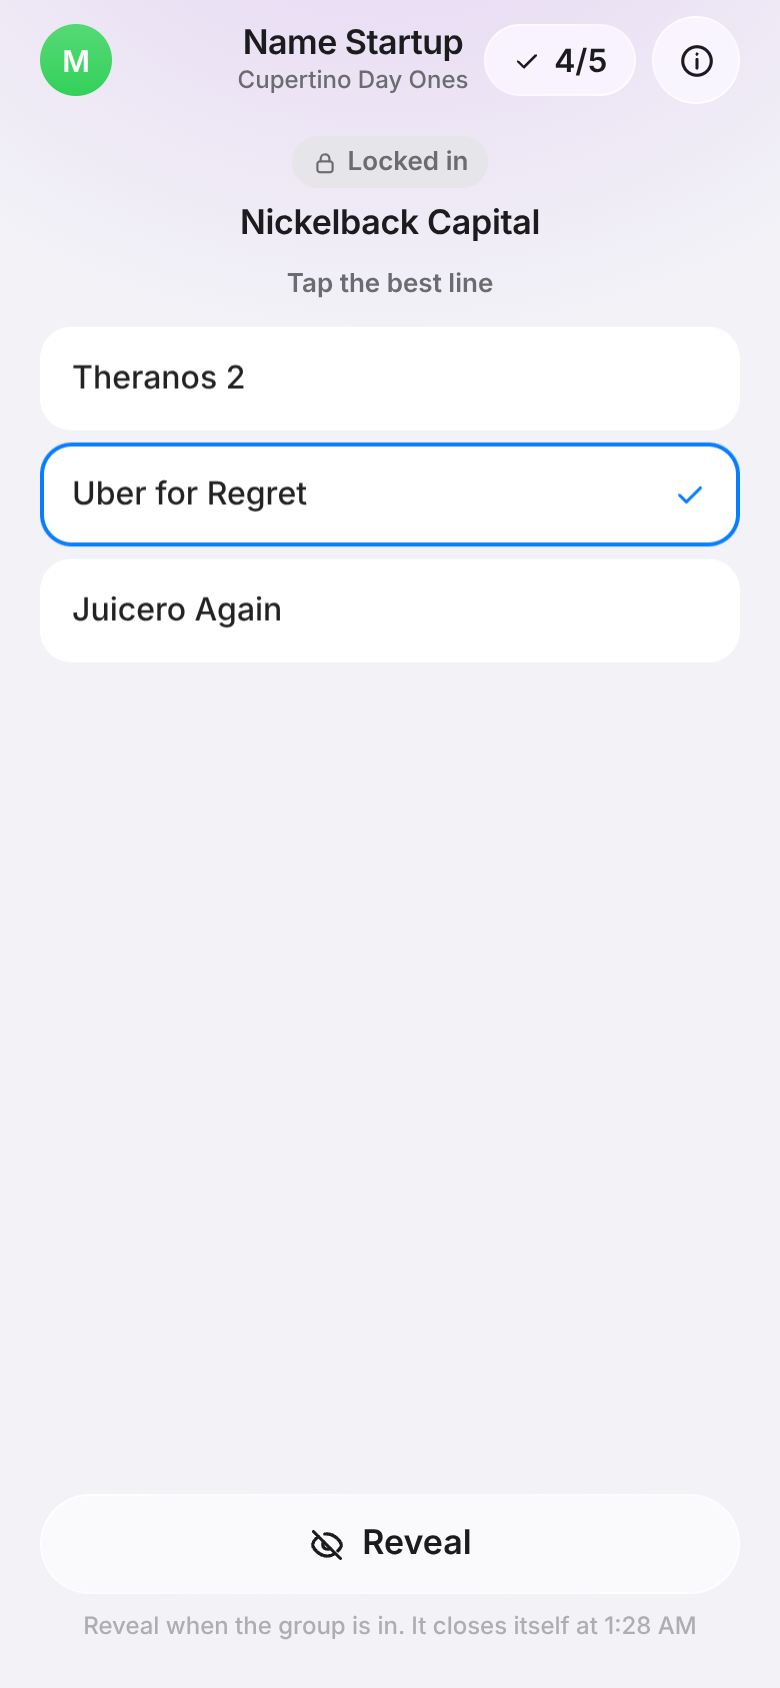 M
Name Startup
Cupertino Day Ones
4/5
Locked in
Nickelback Capital
Tap the best line
Theranos 2
Uber for Regret
Juicero Again
Reveal
Reveal when the group is in. It closes itself at 1:28 AM